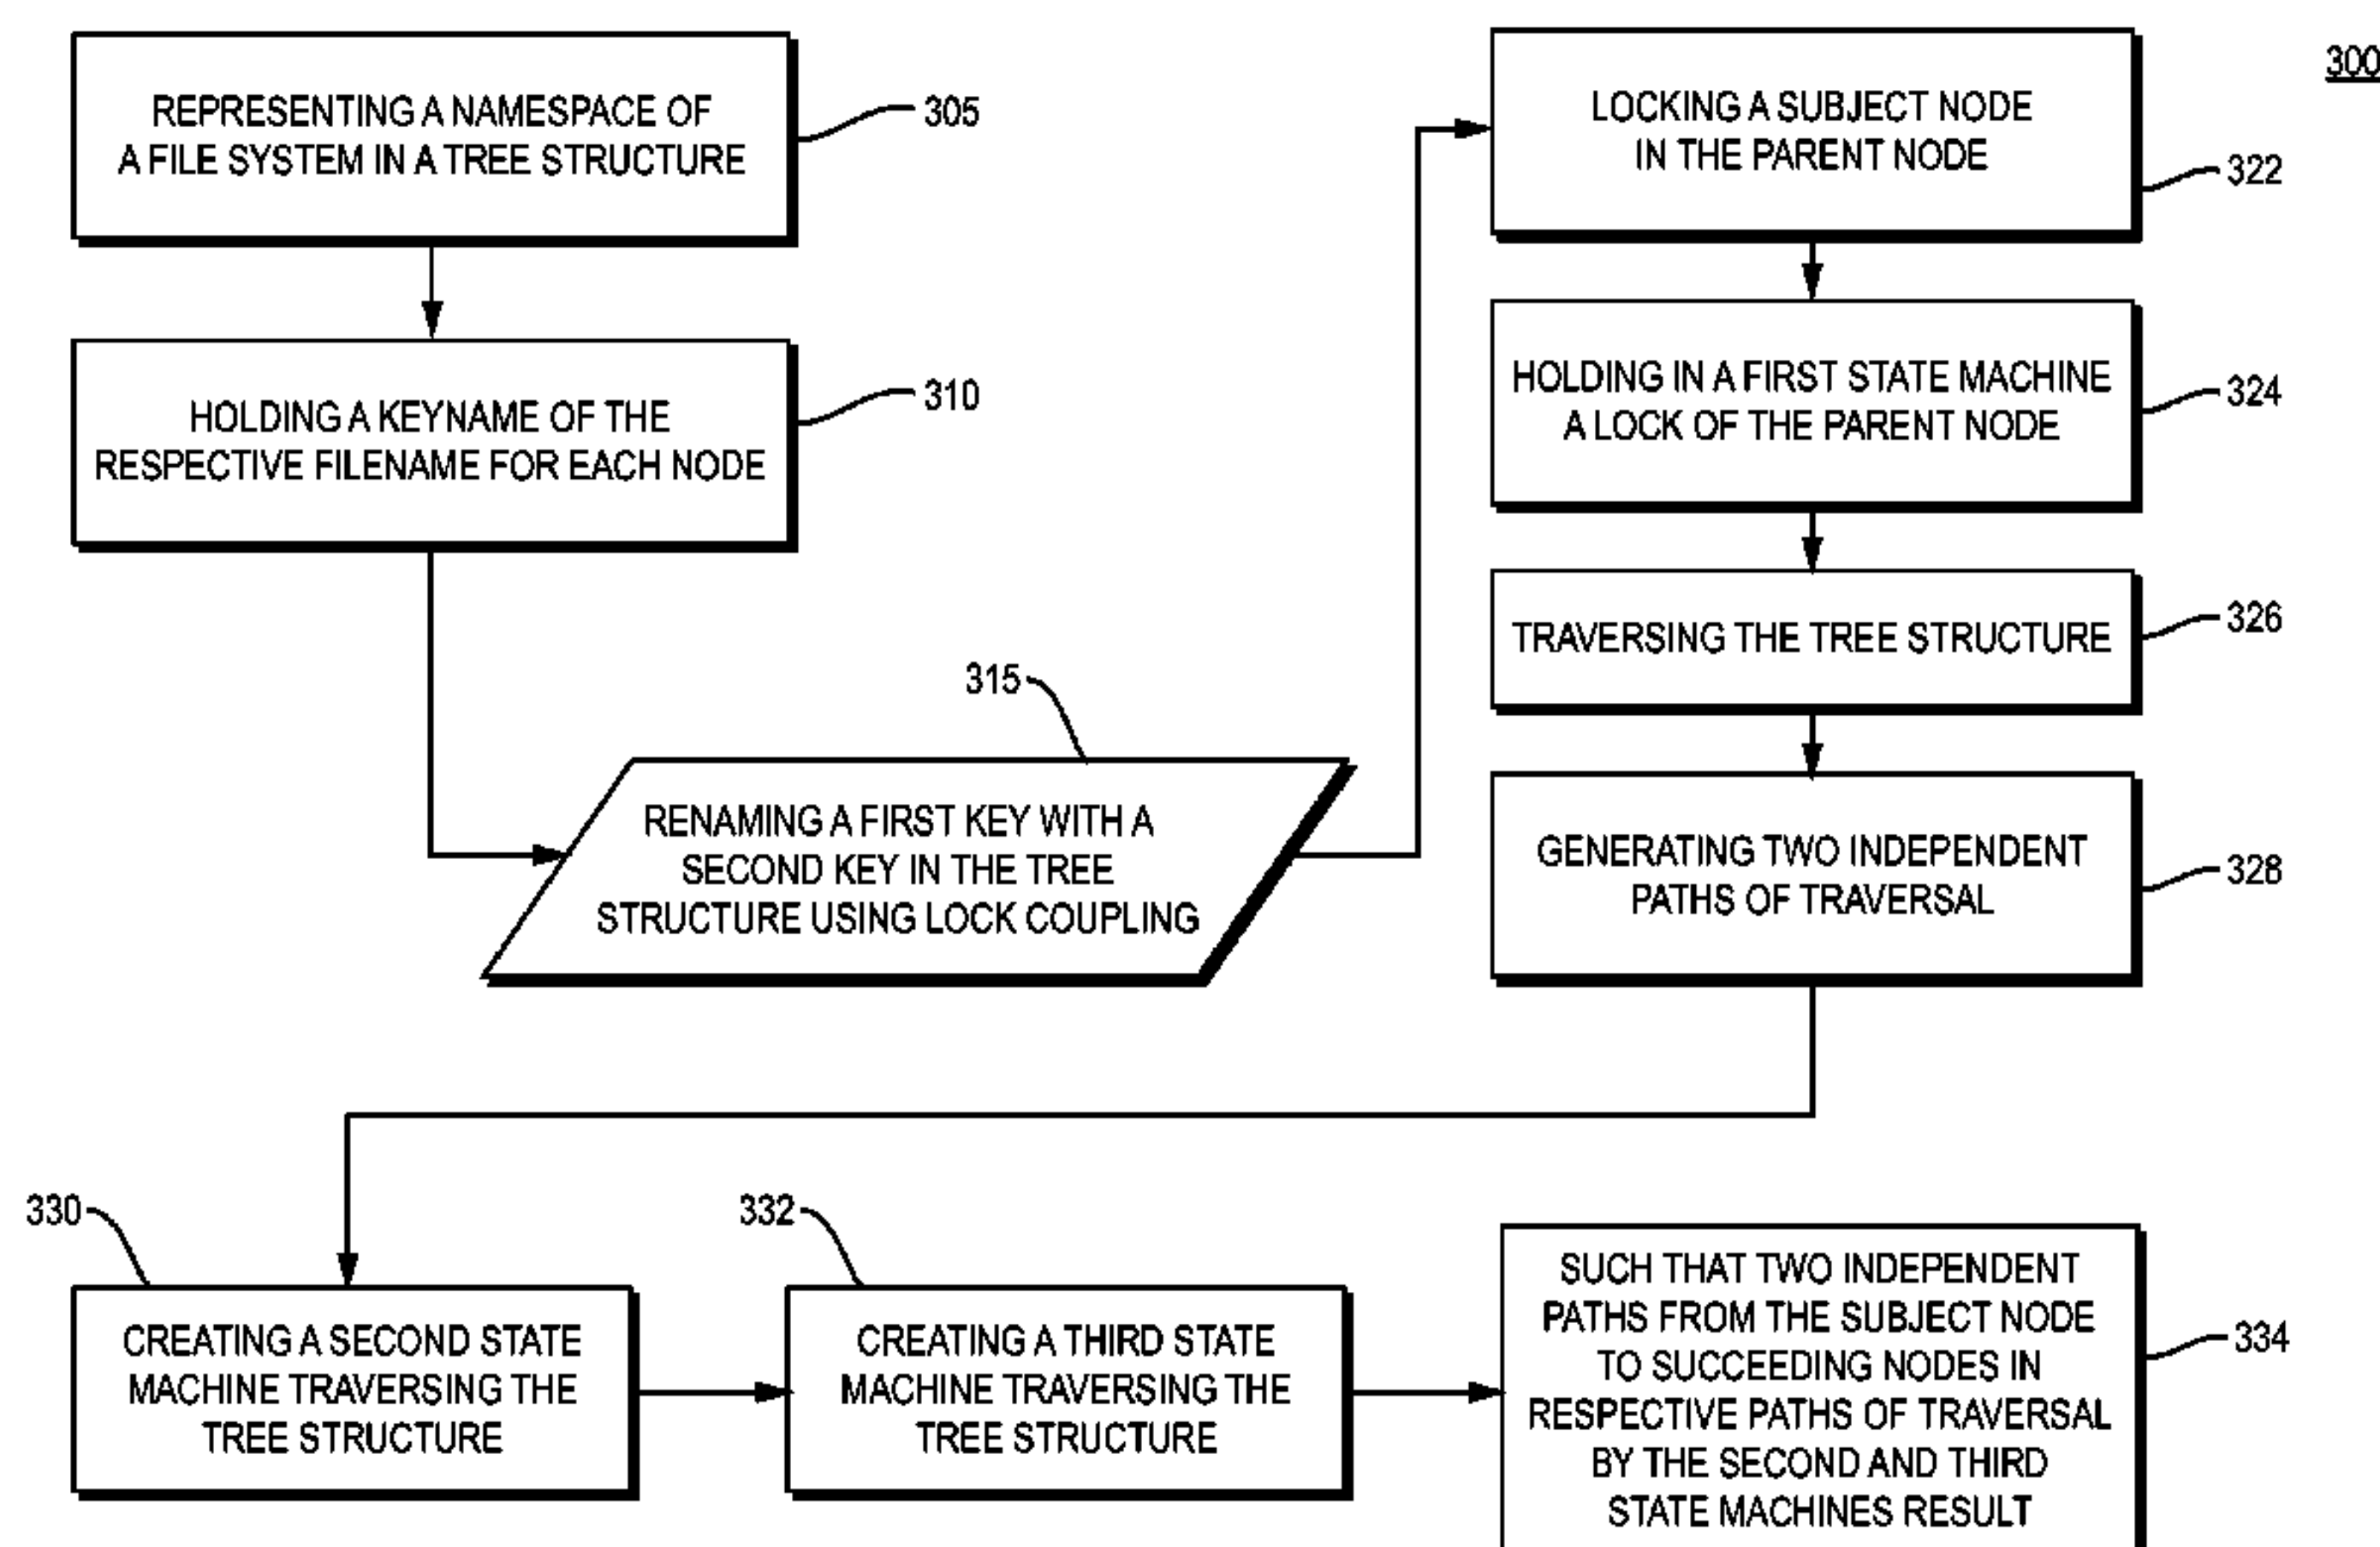 300
REPRESENTING A NAMESPACE OF
A FILE SYSTEM IN A TREE STRUCTURE
305
HOLDING A KEYNAME OF THE
RESPECTIVE FILENAME FOR EACH NODE
310
315
RENAMING A FIRST KEY WITH A
SECOND KEY IN THE TREE
STRUCTURE USING LOCK COUPLING
LOCKING A SUBJECT NODE
IN THE PARENT NODE
322
HOLDING IN A FIRST STATE MACHINE
A LOCK OF THE PARENT NODE
324
TRAVERSING THE TREE STRUCTURE
326
GENERATING TWO INDEPENDENT
PATHS OF TRAVERSAL
328
330
CREATING A SECOND STATE
MACHINE TRAVERSING THE
TREE STRUCTURE
332
CREATING A THIRD STATE
MACHINE TRAVERSING THE
TREE STRUCTURE
SUCH THAT TWO INDEPENDENT
PATHS FROM THE SUBJECT NODE
TO SUCCEEDING NODES IN
RESPECTIVE PATHS OF TRAVERSAL
BY THE SECOND AND THIRD
STATE MACHINES RESULT
334